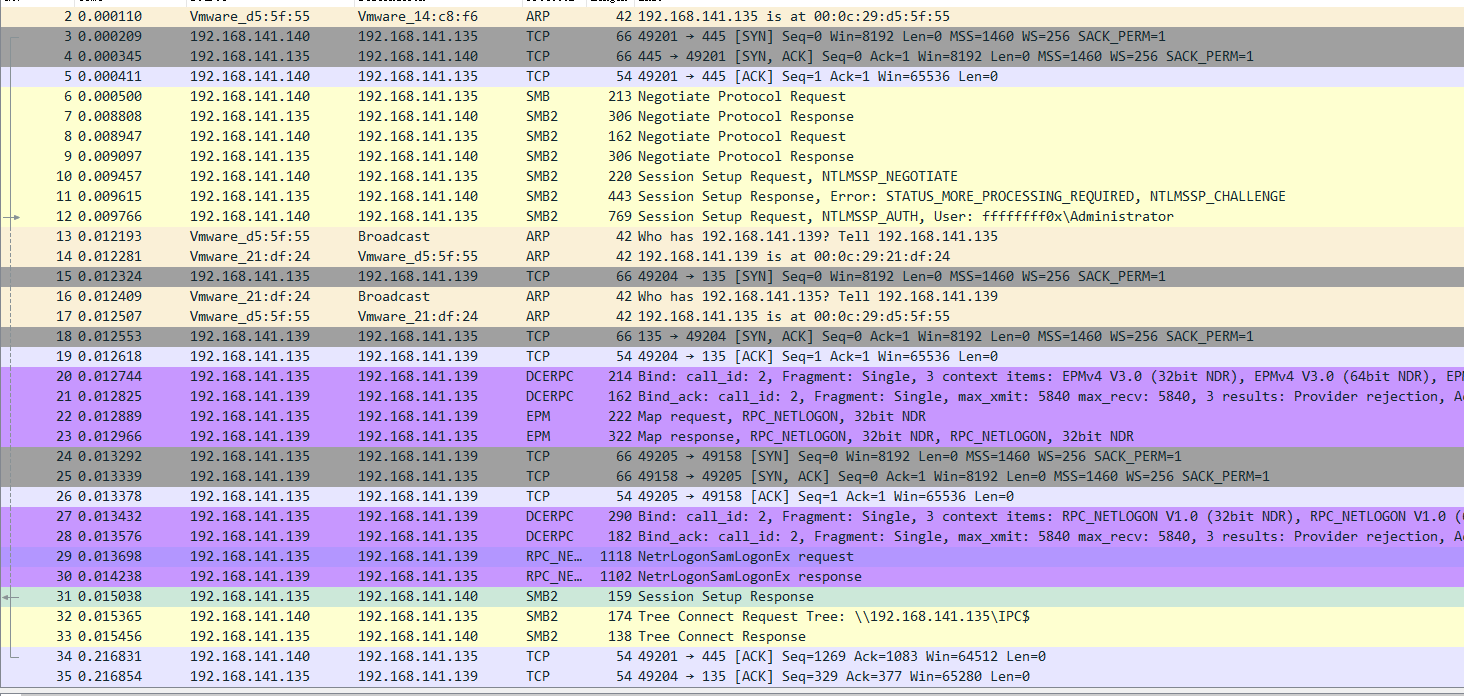 2 0.000110 Vmware_d5:5f:55 Vmware_14:c8:f6 ARP 42 192.168.141.135 is at 00:0c:29:d5:5f:55
3 0.000209 192.168.141.140 192.168.141.135 TCP 66 49201 → 445 [SYN] Seq=0 Win=8192 Len=0 MSS=1460 WS=256 SACK_PERM=1
4 0.000345 192.168.141.135 192.168.141.140 TCP 66 445 → 49201 [SYN, ACK] Seq=0 Ack=1 Win=8192 Len=0 MSS=1460 WS=256 SACK_PERM=1
5 0.000411 192.168.141.140 192.168.141.135 TCP 54 49201 → 445 [ACK] Seq=1 Ack=1 Win=65536 Len=0
6 0.000500 192.168.141.140 192.168.141.135 SMB 213 Negotiate Protocol Request
7 0.008808 192.168.141.135 192.168.141.140 SMB2 306 Negotiate Protocol Response
8 0.008947 192.168.141.140 192.168.141.135 SMB2 162 Negotiate Protocol Request
9 0.009097 192.168.141.135 192.168.141.140 SMB2 306 Negotiate Protocol Response
10 0.009457 192.168.141.140 192.168.141.135 SMB2 220 Session Setup Request, NTLMSSP_NEGOTIATE
11 0.009615 192.168.141.135 192.168.141.140 SMB2 443 Session Setup Response, Error: STATUS_MORE_PROCESSING_REQUIRED, NTLMSSP_CHALLENGE
12 0.009766 192.168.141.140 192.168.141.135 SMB2 769 Session Setup Request, NTLMSSP_AUTH, User: ffffffff0x\Administrator
13 0.012193 Vmware_d5:5f:55 Broadcast ARP 42 Who has 192.168.141.139? Tell 192.168.141.135
14 0.012281 Vmware_21:df:24 Vmware_d5:5f:55 ARP 42 192.168.141.139 is at 00:0c:29:21:df:24
15 0.012324 192.168.141.135 192.168.141.139 TCP 66 49204 → 135 [SYN] Seq=0 Win=8192 Len=0 MSS=1460 WS=256 SACK_PERM=1
16 0.012409 Vmware_21:df:24 Broadcast ARP 42 Who has 192.168.141.135? Tell 192.168.141.139
17 0.012507 Vmware_d5:5f:55 Vmware_21:df:24 ARP 42 192.168.141.135 is at 00:0c:29:d5:5f:55
18 0.012553 192.168.141.139 192.168.141.135 TCP 66 135 → 49204 [SYN, ACK] Seq=0 Ack=1 Win=8192 Len=0 MSS=1460 WS=256 SACK_PERM=1
19 0.012618 192.168.141.135 192.168.141.139 TCP 54 49204 → 135 [ACK] Seq=1 Ack=1 Win=65536 Len=0
20 0.012744 192.168.141.135 192.168.141.139 DCERPC 214 Bind: call_id: 2, Fragment: Single, 3 context items: EPMv4 V3.0 (32bit NDR), EPMv4 V3.0 (64bit NDR),
21 0.012825 192.168.141.139 192.168.141.135 DCERPC 162 Bind_ack: call_id: 2, Fragment: Single, max_xmit: 5840 max_recv: 5840, 3 results: Provider rejection,
22 0.012889 192.168.141.135 192.168.141.139 EPM 222 Map request, RPC_NETLOGON, 32bit NDR
23 0.012966 192.168.141.139 192.168.141.135 EPM 322 Map response, RPC_NETLOGON, 32bit NDR, RPC_NETLOGON, 32bit NDR
24 0.013292 192.168.141.135 192.168.141.139 TCP 66 49205 → 49158 [SYN] Seq=0 Win=8192 Len=0 MSS=1460 WS=256 SACK_PERM=1
25 0.013339 192.168.141.139 192.168.141.135 TCP 66 49158 → 49205 [SYN, ACK] Seq=0 Ack=1 Win=8192 Len=0 MSS=1460 WS=256 SACK_PERM=1
26 0.013378 192.168.141.135 192.168.141.139 TCP 54 49205 → 49158 [ACK] Seq=1 Ack=1 Win=65536 Len=0
27 0.013432 192.168.141.135 192.168.141.139 DCERPC 290 Bind: call_id: 2, Fragment: Single, 3 context items: RPC_NETLOGON V1.0 (32bit NDR), RPC_NETLOGON V1.0
28 0.013576 192.168.141.139 192.168.141.135 DCERPC 182 Bind_ack: call_id: 2, Fragment: Single, max_xmit: 5840 max_recv: 5840, 3 results: Provider rejection,
29 0.013698 192.168.141.135 192.168.141.139 RPC_NE… 1118 NetrLogonSamLogonEx request
30 0.014238 192.168.141.139 192.168.141.135 RPC_NE… 1102 NetrLogonSamLogonEx response
31 0.015038 192.168.141.135 192.168.141.140 SMB2 159 Session Setup Response
32 0.015365 192.168.141.140 192.168.141.135 SMB2 174 Tree Connect Request Tree: \\192.168.141.135\IPC$
33 0.015456 192.168.141.135 192.168.141.140 SMB2 138 Tree Connect Response
34 0.216831 192.168.141.140 192.168.141.135 TCP 54 49201 → 445 [ACK] Seq=1269 Ack=1083 Win=64512 Len=0
35 0.216854 192.168.141.135 192.168.141.139 TCP 54 49204 → 135 [ACK] Seq=329 Ack=377 Win=65280 Len=0